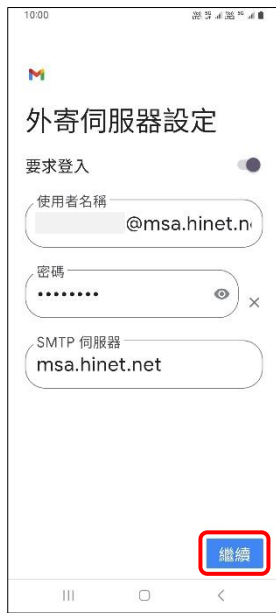 10:00
外寄伺服器設定
要求登入
使用者名稱
@msa.hinet.n
密碼
••••••••
SMTP 伺服器
msa.hinet.net
繼續